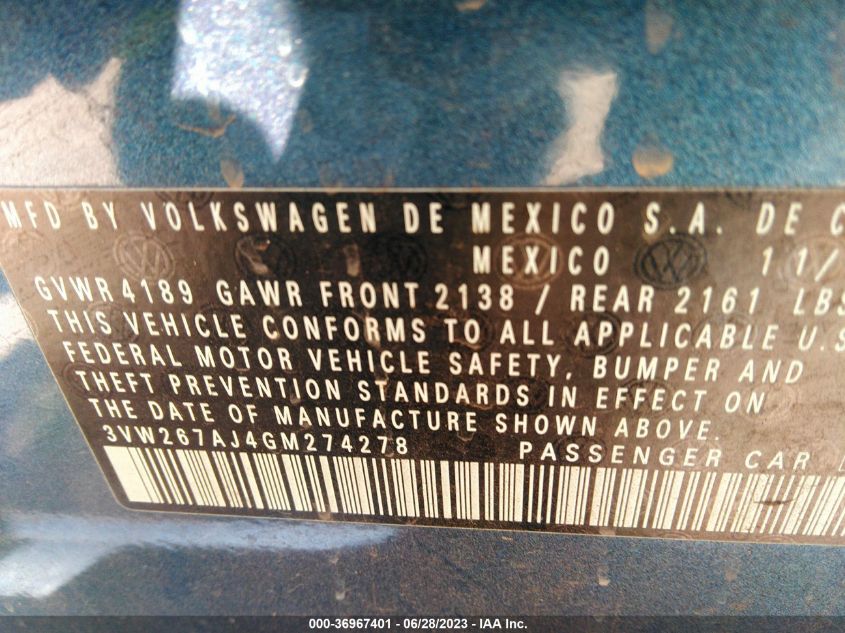 MFD BY VOLKSWAGEN DE MEXICO S.A. DE C
MEXICO 11/
GVWR 4189 GAWR FRONT 2138 / REAR 2161 LBS
THIS VEHICLE CONFORMS TO ALL APPLICABLE U.S
FEDERAL MOTOR VEHICLE SAFETY, BUMPER AND
THEFT PREVENTION STANDARDS IN EFFECT ON
THE DATE OF MANUFACTURE SHOWN ABOVE.
3VW267AJ4GM274278 PASSENGER CAR
000-36967401 / 06/28/2023 - IAA Inc.